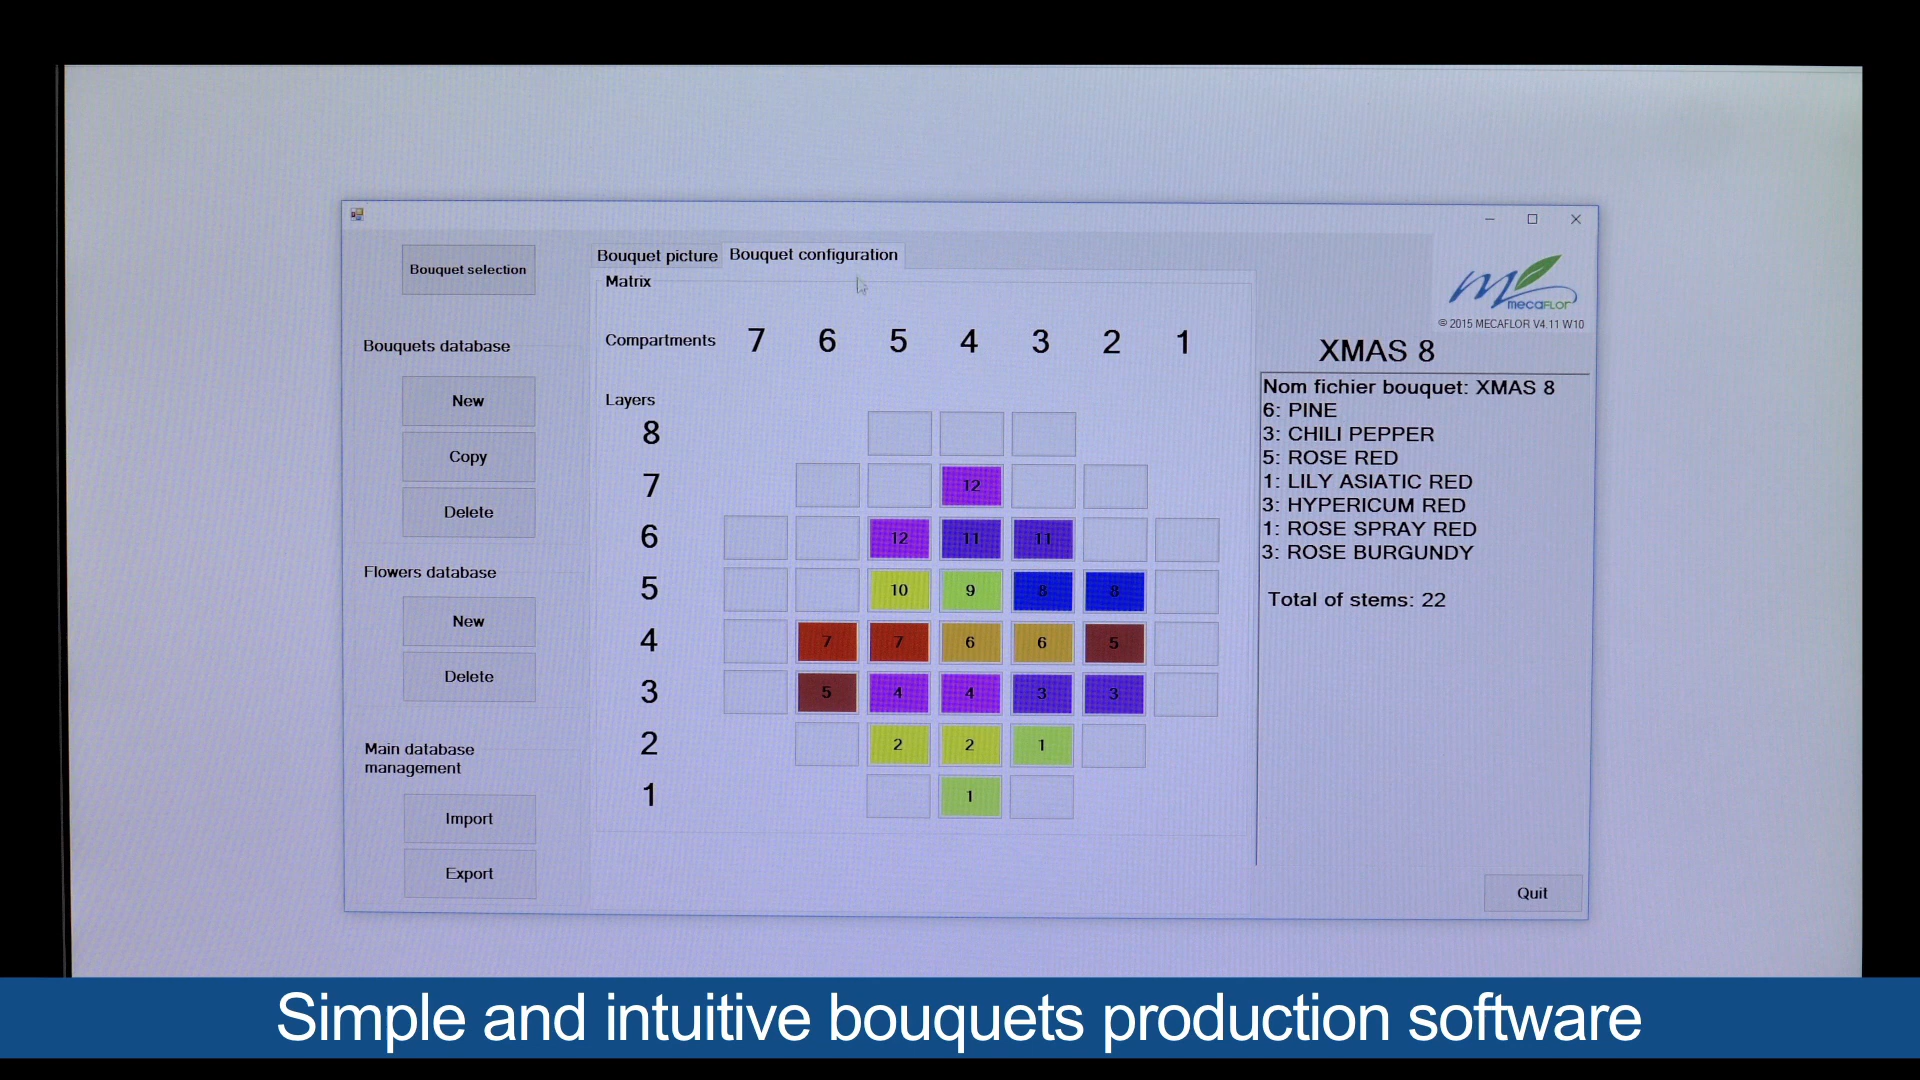 Bouquet selection
Bouquets database
New
Copy
Delete
Flowers database
New
Delete
Main database
management
Import
Export
Bouquet picture Bouquet configuration
Matrix
Compartments 7 6 5 4 3 2 1
Layers
8
7 12
6 12 11 11
5 10 9 8 8
4 7 7 6 6 5
3 5 4 4 3 3
2 2 2 1
1 1
mecaFLOR
© 2015 MECAFLOR V4.11 W10
XMAS 8
Nom fichier bouquet: XMAS 8
6: PINE
3: CHILI PEPPER
5: ROSE RED
1: LILY ASIATIC RED
3: HYPERICUM RED
1: ROSE SPRAY RED
3: ROSE BURGUNDY
Total of stems: 22
Quit
Simple and intuitive bouquets production software